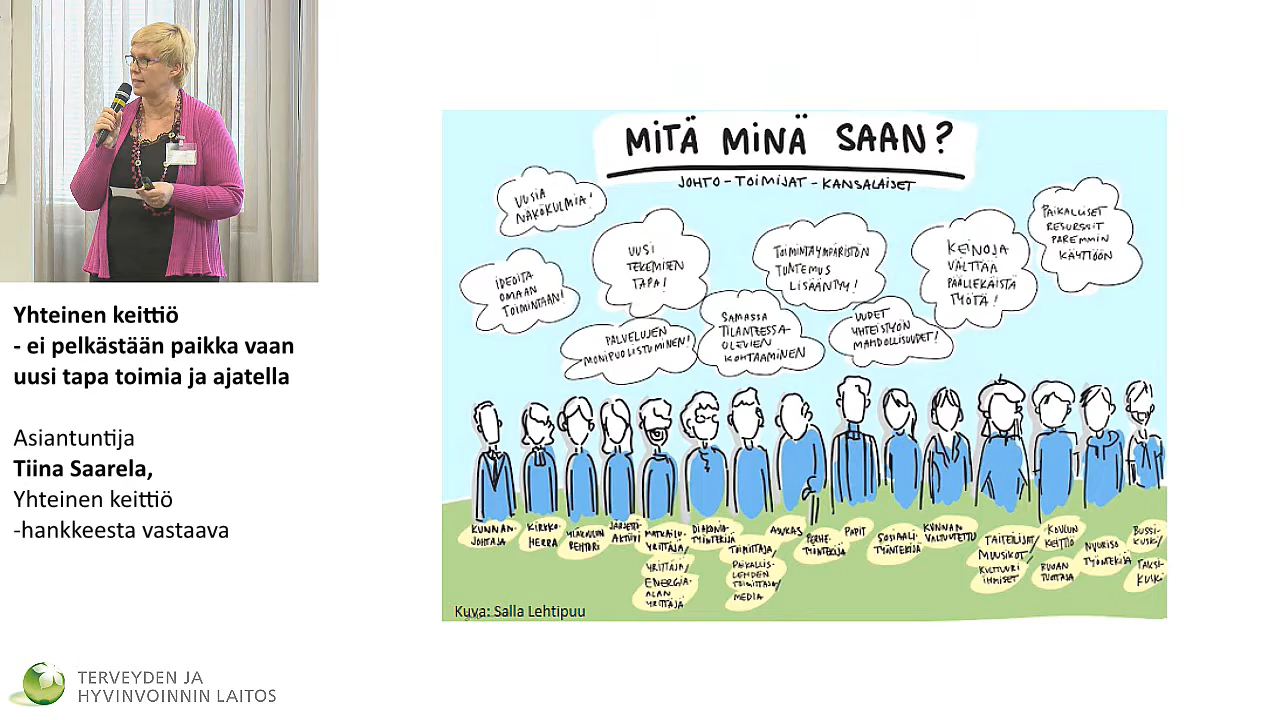 Yhteinen keittiö
- ei pelkästään paikka vaan
uusi tapa toimia ja ajatella
Asiantuntija
Tiina Saarela,
Yhteinen keittiö
-hankkeesta vastaava
TERVEYDEN JA
HYVINVOINNIN LAITOS
MITÄ MINÄ SAAN?
JOHTO - TOIMIJAT - KANSALAISET
UUSIA
NÄKÖKULMIA!
IDEOITA
OMAAN
TOIMINTAAN!
UUSI
TEKEMISEN
TAPA!
PALVELUJEN
MONIPUOLISTUMINEN!
SAMASSA
TILANTEESSA
OLEVIEN
KOHTAAMINEN
TOIMINTAYMPÄRISTÖN
TUNTEMUS
LISÄÄNTYY!
UUDET
YHTEISTYÖN
MAHDOLLISUUDET!
KEINOJA
VÄLTTÄÄ
PÄÄLLEKÄISTÄ
TYÖTÄ!
PAIKALLISET
RESURSSIT
PAREMMIN
KÄYTTÖÖN
KUNNAN-
JOHTAJA
KIRKKO-
HERRA
YLÄKOULUN
REHTORI
JÄRJESTÖ-
AKTIIVI
MATKAILU-
YRITTÄJÄ/
YRITTÄJÄ/
ENERGIA-
ALAN
YRITTÄJÄ
DIAKONIA-
TYÖNTEKIJÄ
TOIMITTAJA/
PAIKALLIS-
LEHDEN
TOIMITTAJA/
MEDIA
ASUKAS
PERHE-
TYÖNTEKIJÄ
PAPIT
SOSIAALI-
TYÖNTEKIJÄ
KUNNAN
VALTUUTETTU
TAITEILIJAT/
MUUSIKOT/
KULTTUURI
IHMISET
KOULUN
KEITTIÖ
RUOAN
TUOTTAJA
NUORISO
TYÖNTEKIJÄ
BUSSI-
KUSKI/
TAKSI-
KUSKI
Kuva: Salla Lehtipuu